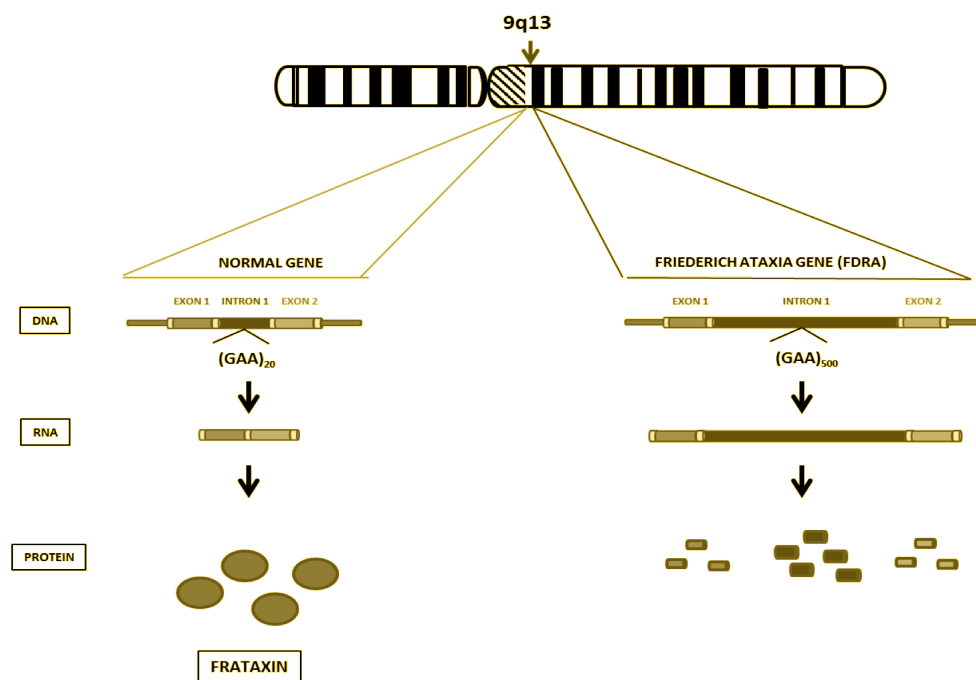 9q13
NORMAL GENE
FRIEDERICH ATAXIA GENE (FDRA)
EXON 1 INTRON 1 EXON 2
EXON 1 INTRON 1 EXON 2
DNA
(GAA)20
(GAA)500
RNA
PROTEIN
FRATAXIN